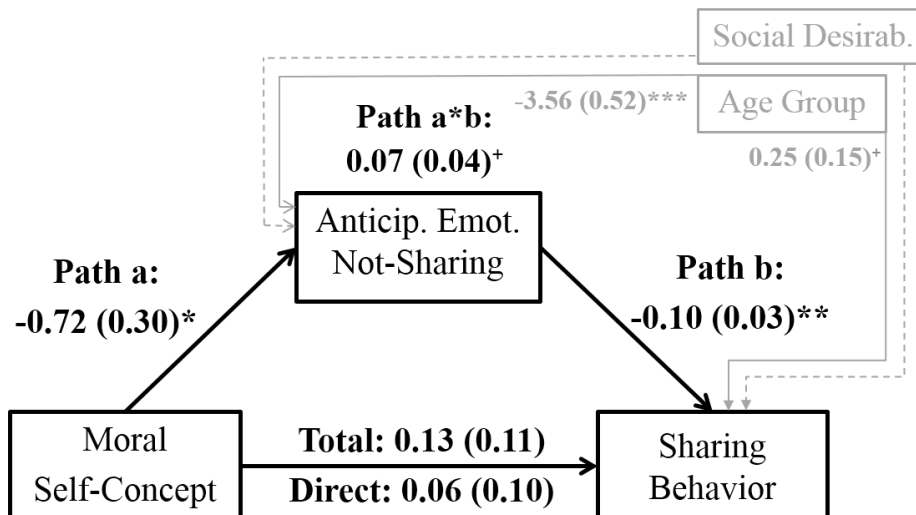 Social Desirab.
-3.56 (0.52)***
Age Group
Path a*b:
0.07 (0.04)⁺
0.25 (0.15)⁺
Anticip. Emot.
Not-Sharing
Path a:
-0.72 (0.30)*
Path b:
-0.10 (0.03)**
Moral
Self-Concept
Total: 0.13 (0.11)
Direct: 0.06 (0.10)
Sharing
Behavior